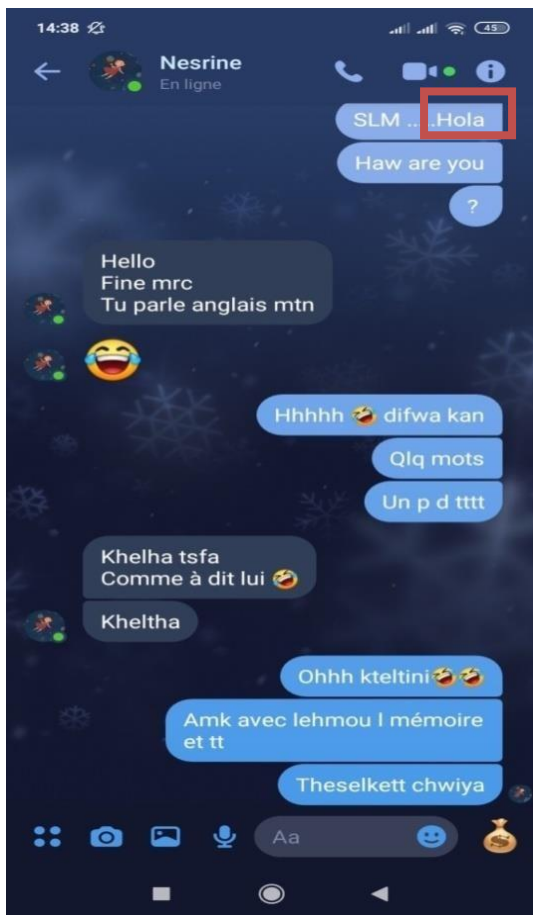 14:38
45
Nesrine
En ligne
SLM .....Hola
Haw are you
?
Hello
Fine mrc
Tu parle anglais mtn
Hhhhh 🤣 difwa kan
Qlq mots
Un p d tttt
Khelha tsfa
Comme à dit lui 🤣
Kheltha
Ohhh kteltini🤣🤣
Amk avec lehmou l mémoire
et tt
Theselkett chwiya
Aa